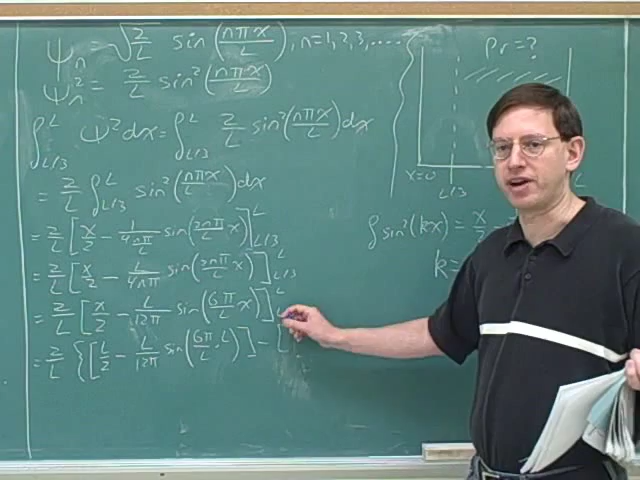 ψₙ = √(2/L) sin(nπx/L), n=1,2,3,....
ψₙ² = 2/L sin²(nπx/L)
∫_{L/3}^{L} ψ²dx = ∫_{L/3}^{L} 2/L sin²(nπx/L)dx
= 2/L ∫_{L/3}^{L} sin²(nπx/L)dx
= 2/L [x/2 - 1/(4nπ/L) sin(2nπ/L x)]_{L/3}^{L}
= 2/L [x/2 - L/4nπ sin(2nπ/L x)]_{L/3}^{L}
= 2/L [x/2 - L/12π sin(6π/L x)]^{L}
= 2/L {[L/2 - L/12π sin(6π/L · L)] - [
Pr=?
x=0 L/3 L
∫sin²(kx) = x/2
k=